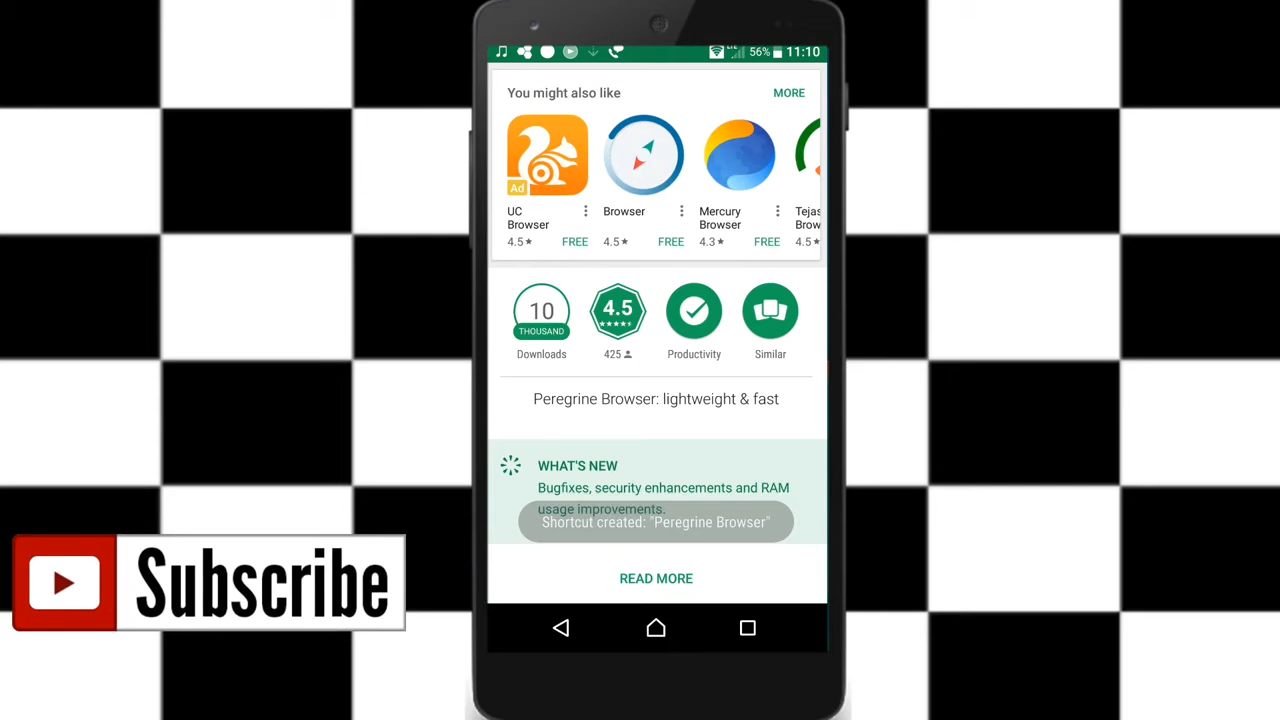 LTE 56% 11:10
You might also like MORE
Ad
UC Browser
4.5★ FREE
Browser
4.5★ FREE
Mercury Browser
4.3★ FREE
Tejas
Brow
4.5★
10 THOUSAND
Downloads
4.5
425
Productivity
Similar
Peregrine Browser: lightweight & fast
WHAT'S NEW
Bugfixes, security enhancements and RAM
usage improvements.
Shortcut created: "Peregrine Browser"
READ MORE
Subscribe